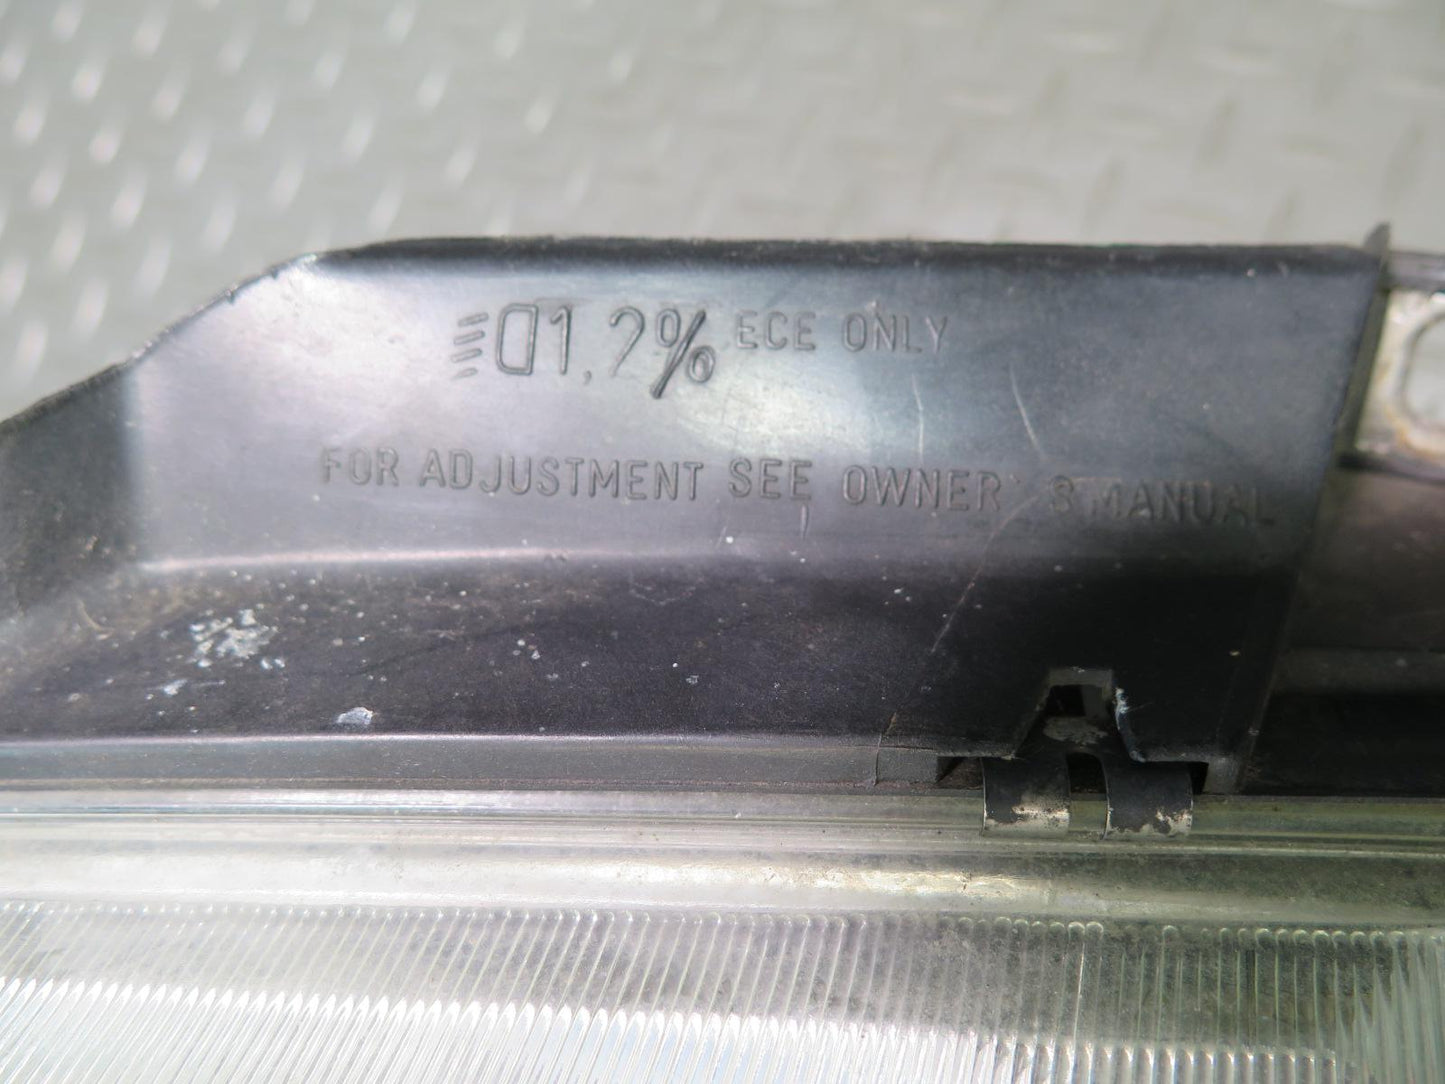 1,2% ECE ONLY
FOR ADJUSTMENT SEE OWNER'S MANUAL